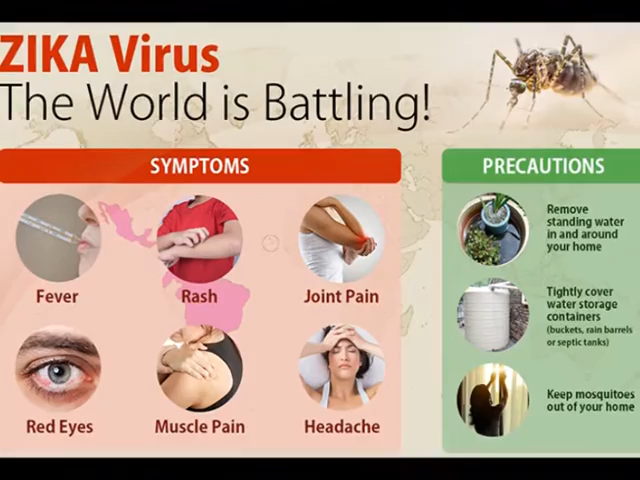 ZIKA Virus
The World is Battling!
SYMPTOMS
Fever
Rash
Joint Pain
Red Eyes
Muscle Pain
Headache
PRECAUTIONS
Remove
standing water
in and around
your home
Tightly cover
water storage
containers
(buckets, rain barrels
or septic tanks)
Keep mosquitoes
out of your home